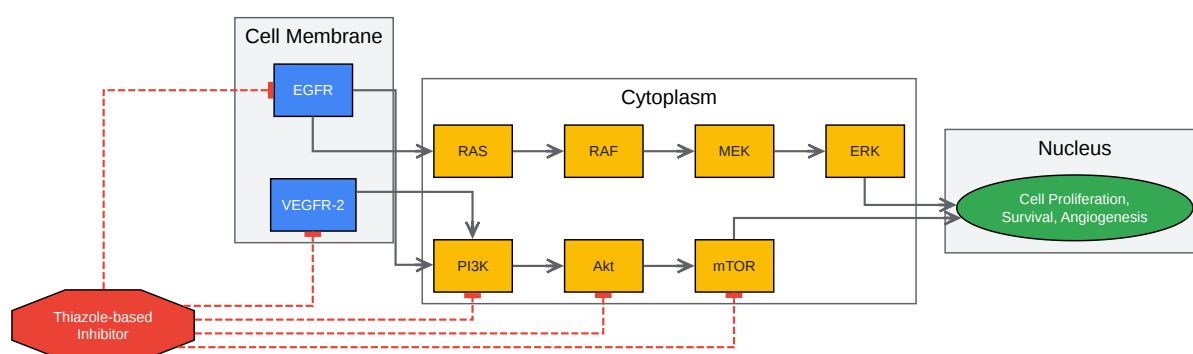 Cell Membrane
EGFR
VEGFR-2
Cytoplasm
RAS
RAF
MEK
ERK
PI3K
Akt
mTOR
Nucleus
Cell Proliferation,
Survival, Angiogenesis
Thiazole-based
Inhibitor